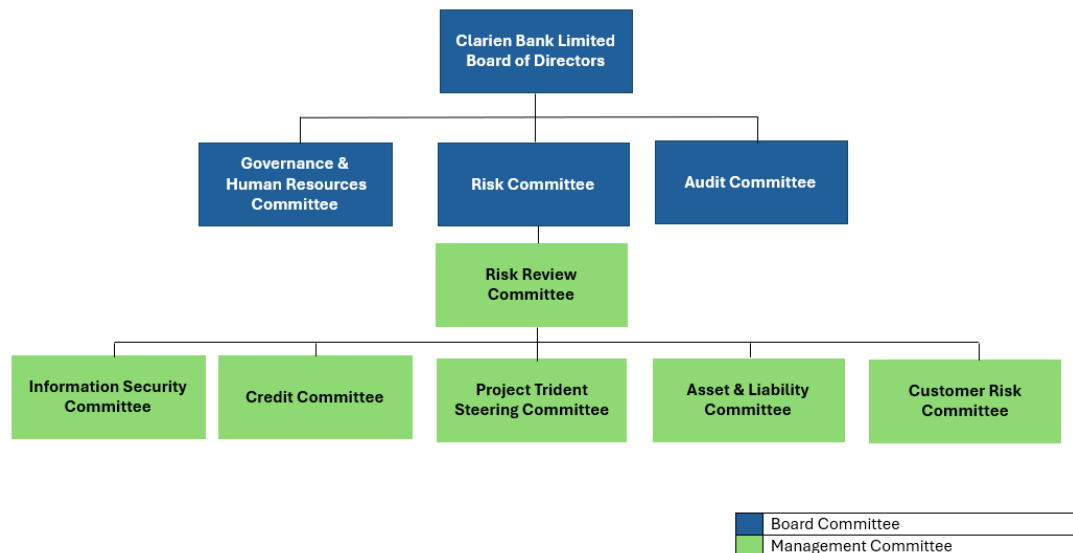 Clarien Bank Limited
Board of Directors
Governance &
Human Resources
Committee
Risk Committee
Audit Committee
Risk Review
Committee
Information Security
Committee
Credit Committee
Project Trident
Steering Committee
Asset & Liability
Committee
Customer Risk
Committee
Board Committee
Management Committee